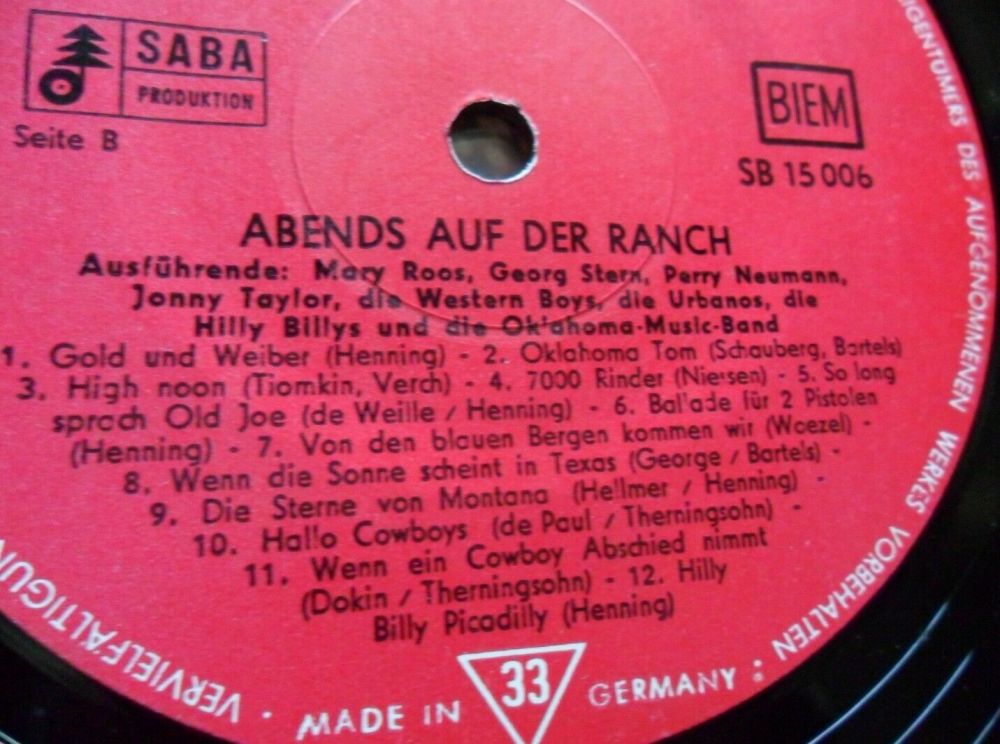 SABA
PRODUKTION
Seite B
BIEM
SB 15 006
ABENDS AUF DER RANCH
Ausführende: Mary Roos, Georg Stern, Perry Neumann,
Jonny Taylor, die Western Boys, die Urbanos, die
Hilly Billys und die Ok'ahoma-Music-Band
1. Gold und Weiber (Henning) - 2. Oklahoma Tom (Schauberg, Bartels)
3. High noon (Tiomkin, Verch) - 4. 7000 Rinder (Niessen) - 5. So long
sprach Old Joe (de Weille / Henning) - 6. Bal'ade für 2 Pistolen
(Henning) - 7. Von den blauen Bergen kommen wir (Woezel) -
8. Wenn die Sonne scheint in Texas (George / Bartels) -
9. Die Sterne von Montana (Hellmer / Henning) -
10. Hallo Cowboys (de Paul / Therningsohn) -
11. Wenn ein Cowboy Abschied nimmt
(Dokin / Therningsohn) - 12. Hilly
Billy Picadilly (Henning)
33
MADE IN GERMANY
EIGENTÜMERS DES AUFGENOMMENEN WERKES VORBEHALTEN